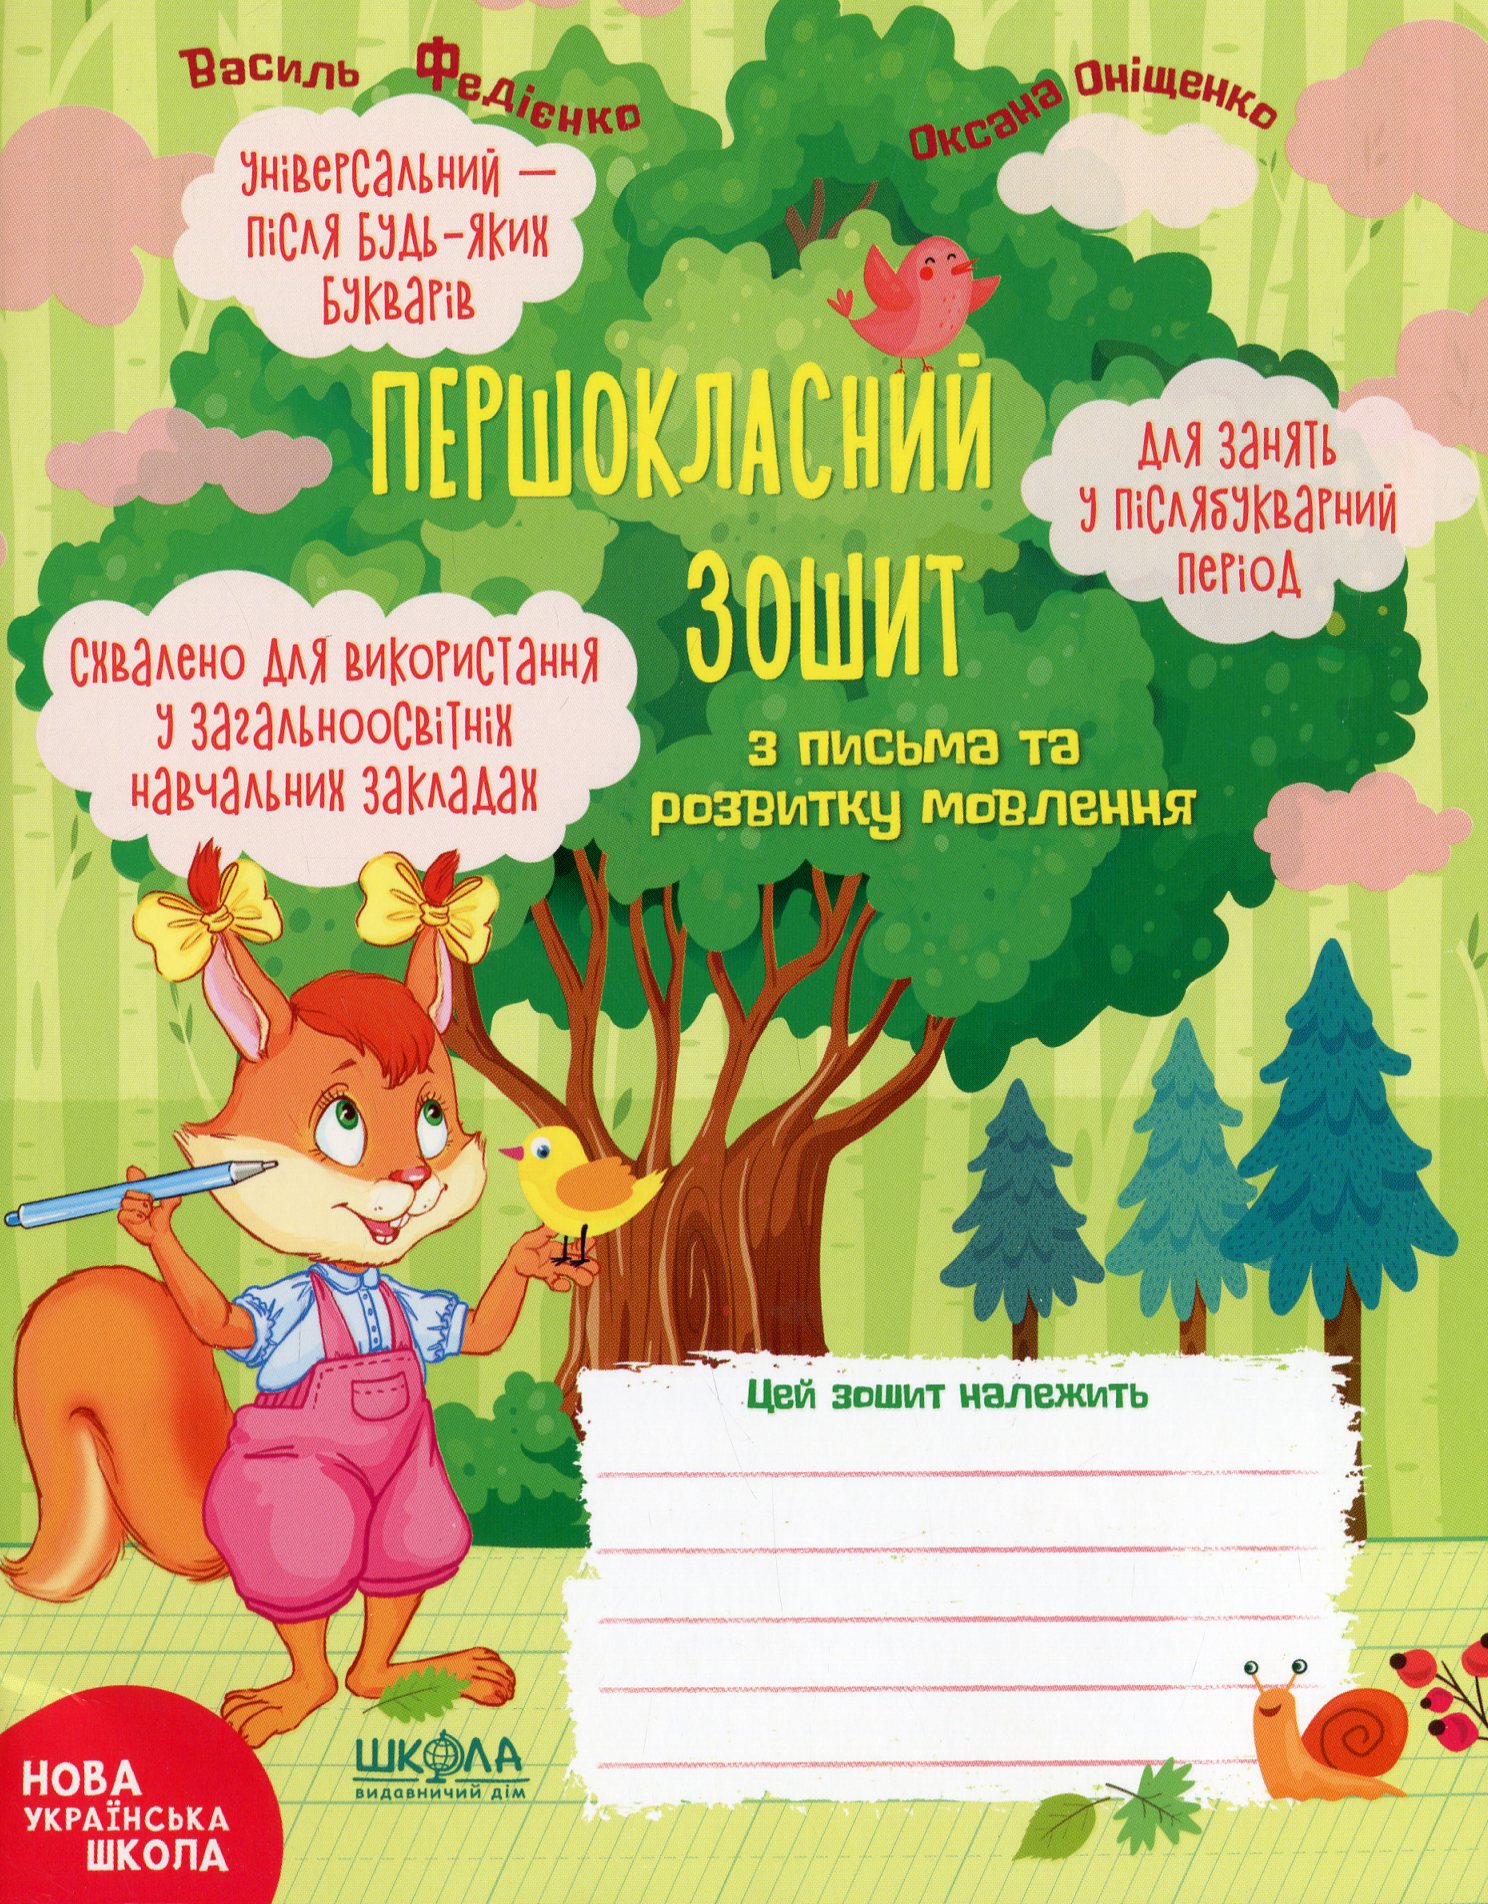 Василь Федієнко
Оксана Оніщенко
Універсальний —
після будь-яких
букварів
ПЕРШОКЛАСНИЙ
ЗОШИТ
з письма та
розвитку мовлення
Для занять
у післябукварний
період
Схвалено для використання
у загальноосвітніх
навчальних закладах
Цей зошит належить
ШКОЛА
видавничий дім
НОВА
УКРАЇНСЬКА
ШКОЛА